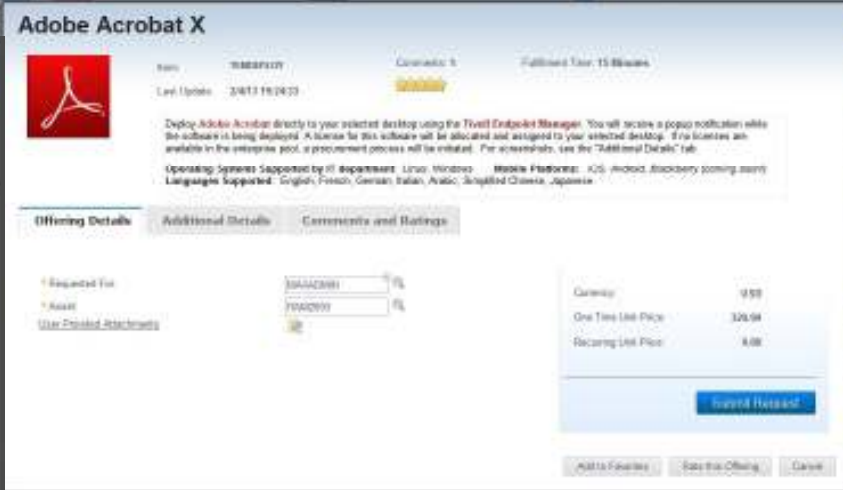 Adobe Acrobat X
Item:
Comments: 5
Fulfillment Time: 15 Minutes
Last Update: 2/4/13 19:24:33
Deploy Adobe Acrobat directly to your selected desktop using the Tivoli Endpoint Manager. You will receive a popup notification while
the software is being deployed. A license for this software will be allocated and assigned to your selected desktop. If no licenses are
available in the enterprise pool, a procurement process will be initiated. For screenshots, see the "Additional Details" tab.
Operating Systems Supported by IT department: Linux, Windows Mobile Platforms: iOS, Android, Blackberry (coming soon)
Languages Supported: English, French, German, Italian, Arabic, Simplified Chinese, Japanese
Offering Details
Additional Details
Comments and Ratings
* Requested For:
* Asset:
User Provided Attachments
Currency: USD
One Time Unit Price:
Recurring Unit Price: 0.00
Submit Request
Add to Favorites
Rate this Offering
Cancel